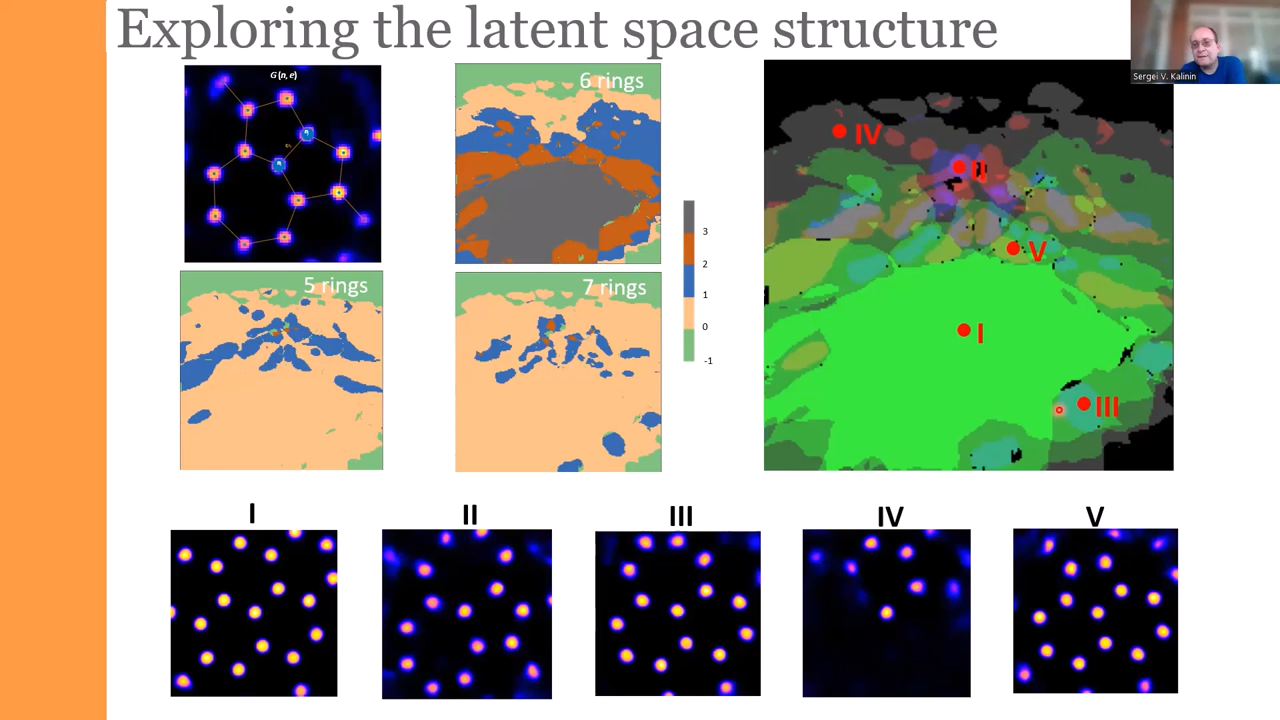 Exploring the latent space structure
Sergei V. Kalinin
G(n,e)
6 rings
5 rings
7 rings
3
2
1
0
-1
IV
II
V
I
III
I
II
III
IV
V